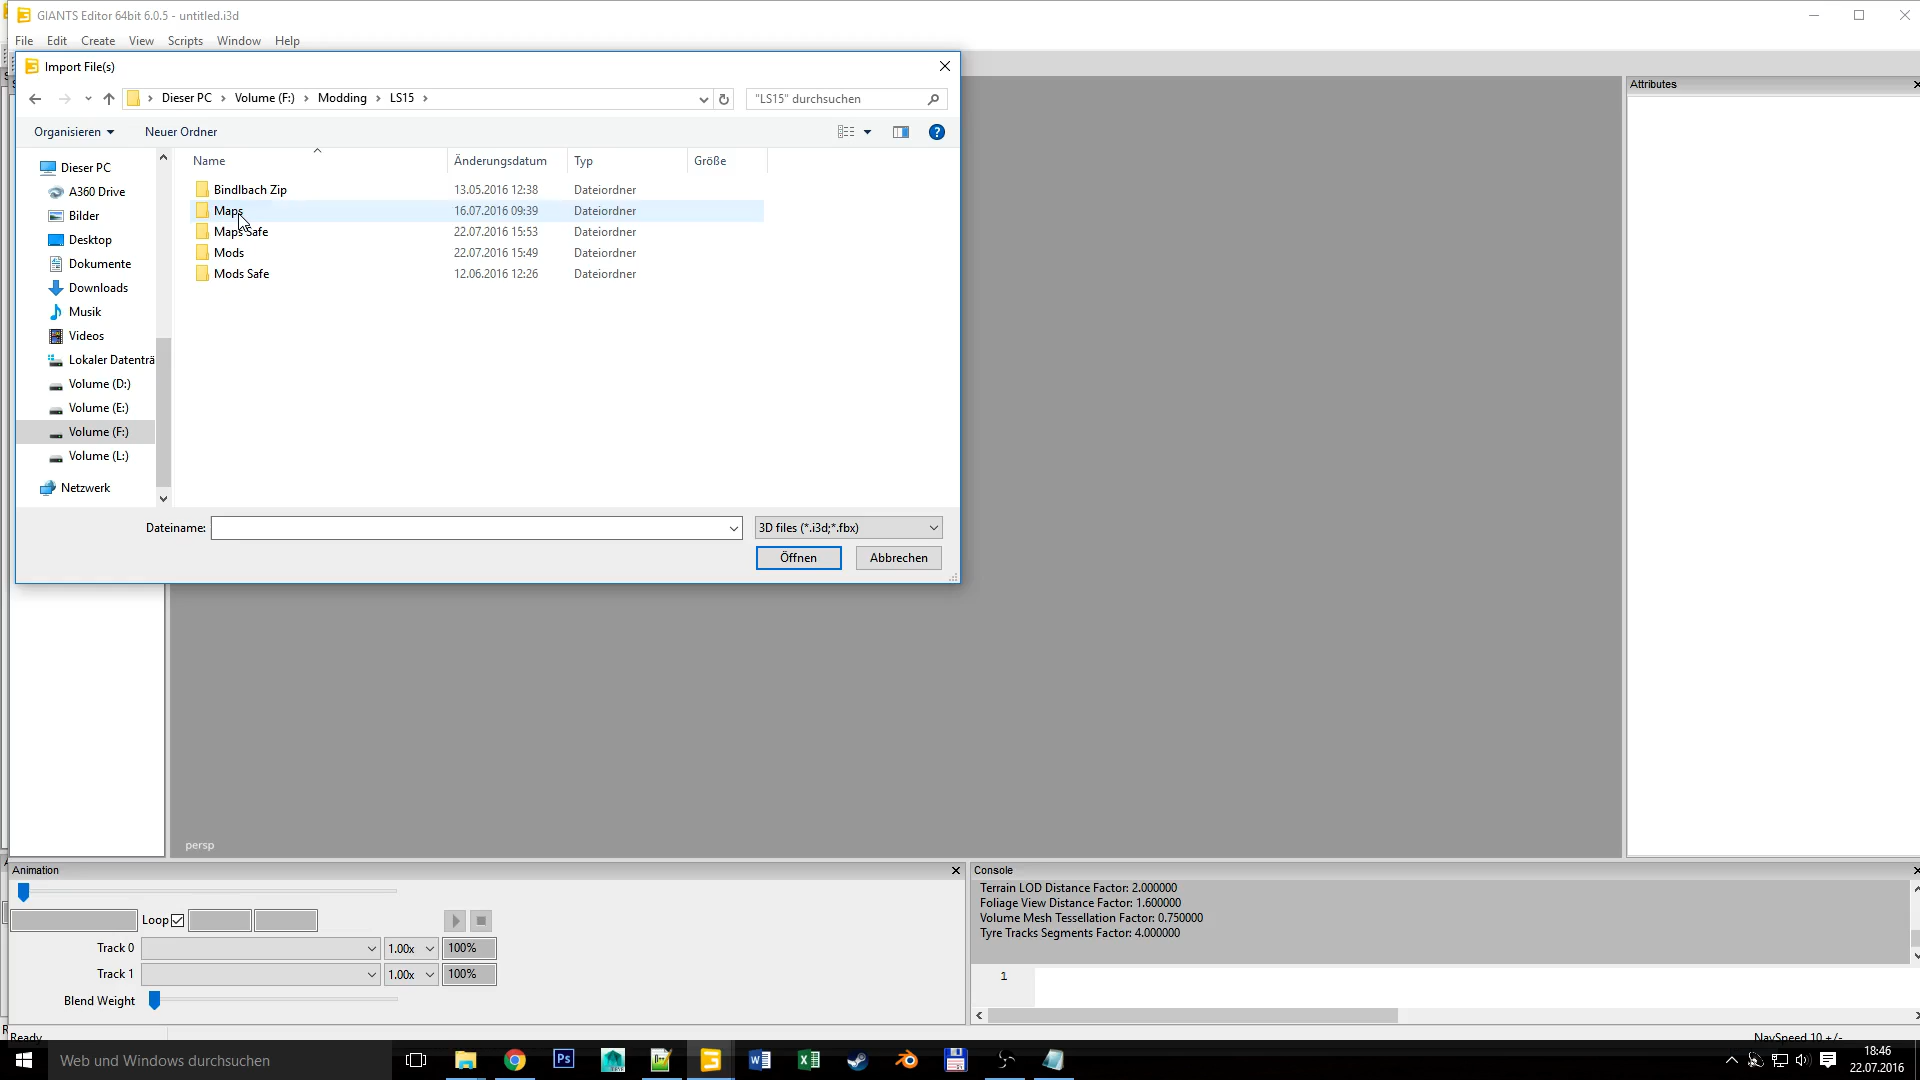 GIANTS Editor 64bit 6.0.5 - untitled.i3d
File Edit Create View Scripts Window Help
Import File(s)
Dieser PC Volume (F:) Modding LS15
"LS15" durchsuchen
Organisieren Neuer Ordner
Name Änderungsdatum Typ Größe
Dieser PC
A360 Drive
Bilder
Desktop
Dokumente
Downloads
Musik
Videos
Lokaler Datenträ
Volume (D:)
Volume (E:)
Volume (F:)
Volume (L:)
Netzwerk
Bindlbach Zip 13.05.2016 12:38 Dateiordner
Maps 16.07.2016 09:39 Dateiordner
Maps Safe 22.07.2016 15:53 Dateiordner
Mods 22.07.2016 15:49 Dateiordner
Mods Safe 12.06.2016 12:26 Dateiordner
Dateiname:
3D files (*.i3d;*.fbx)
Öffnen Abbrechen
Attributes
persp
Animation
Loop
Track 0 1.00x 100%
Track 1 1.00x 100%
Blend Weight
Console
Terrain LOD Distance Factor: 2.000000
Foliage View Distance Factor: 1.600000
Volume Mesh Tessellation Factor: 0.750000
Tyre Tracks Segments Factor: 4.000000
1
Ready
NavSpeed 10 +/-
Web und Windows durchsuchen
Ps
18:46
22.07.2016